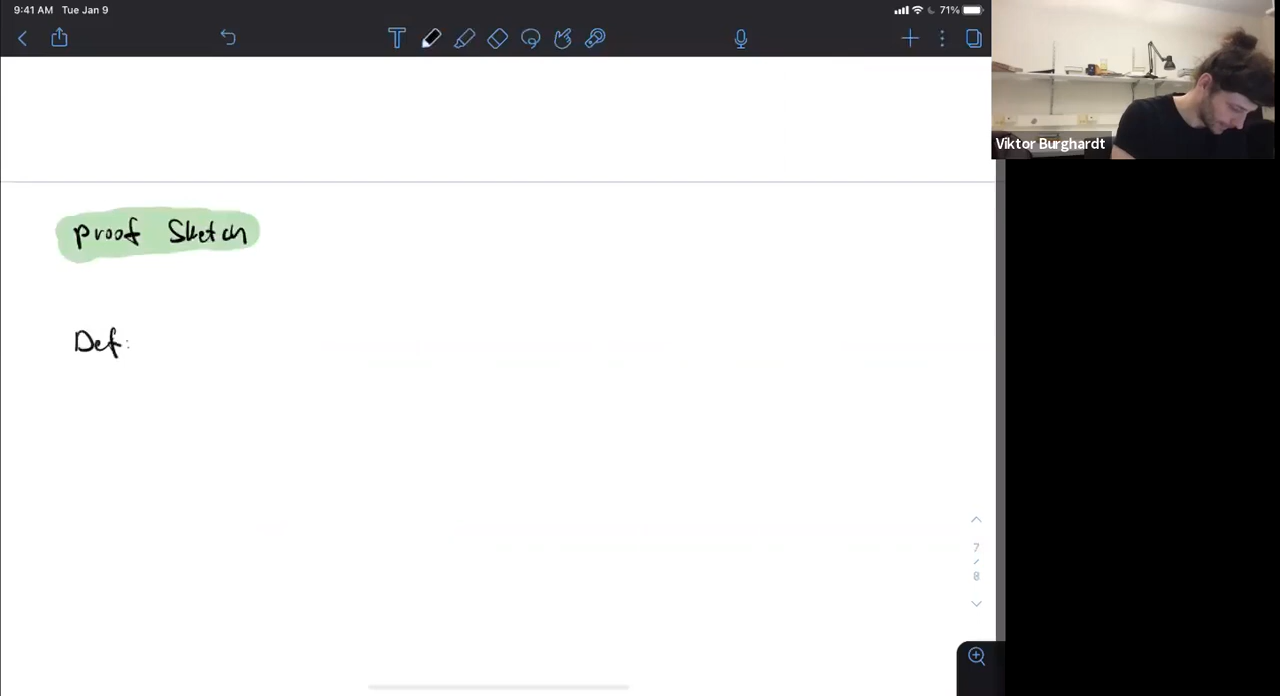 9:41 AM Tue Jan 9
71%
Viktor Burghardt
proof Sketch
Def:
7
8